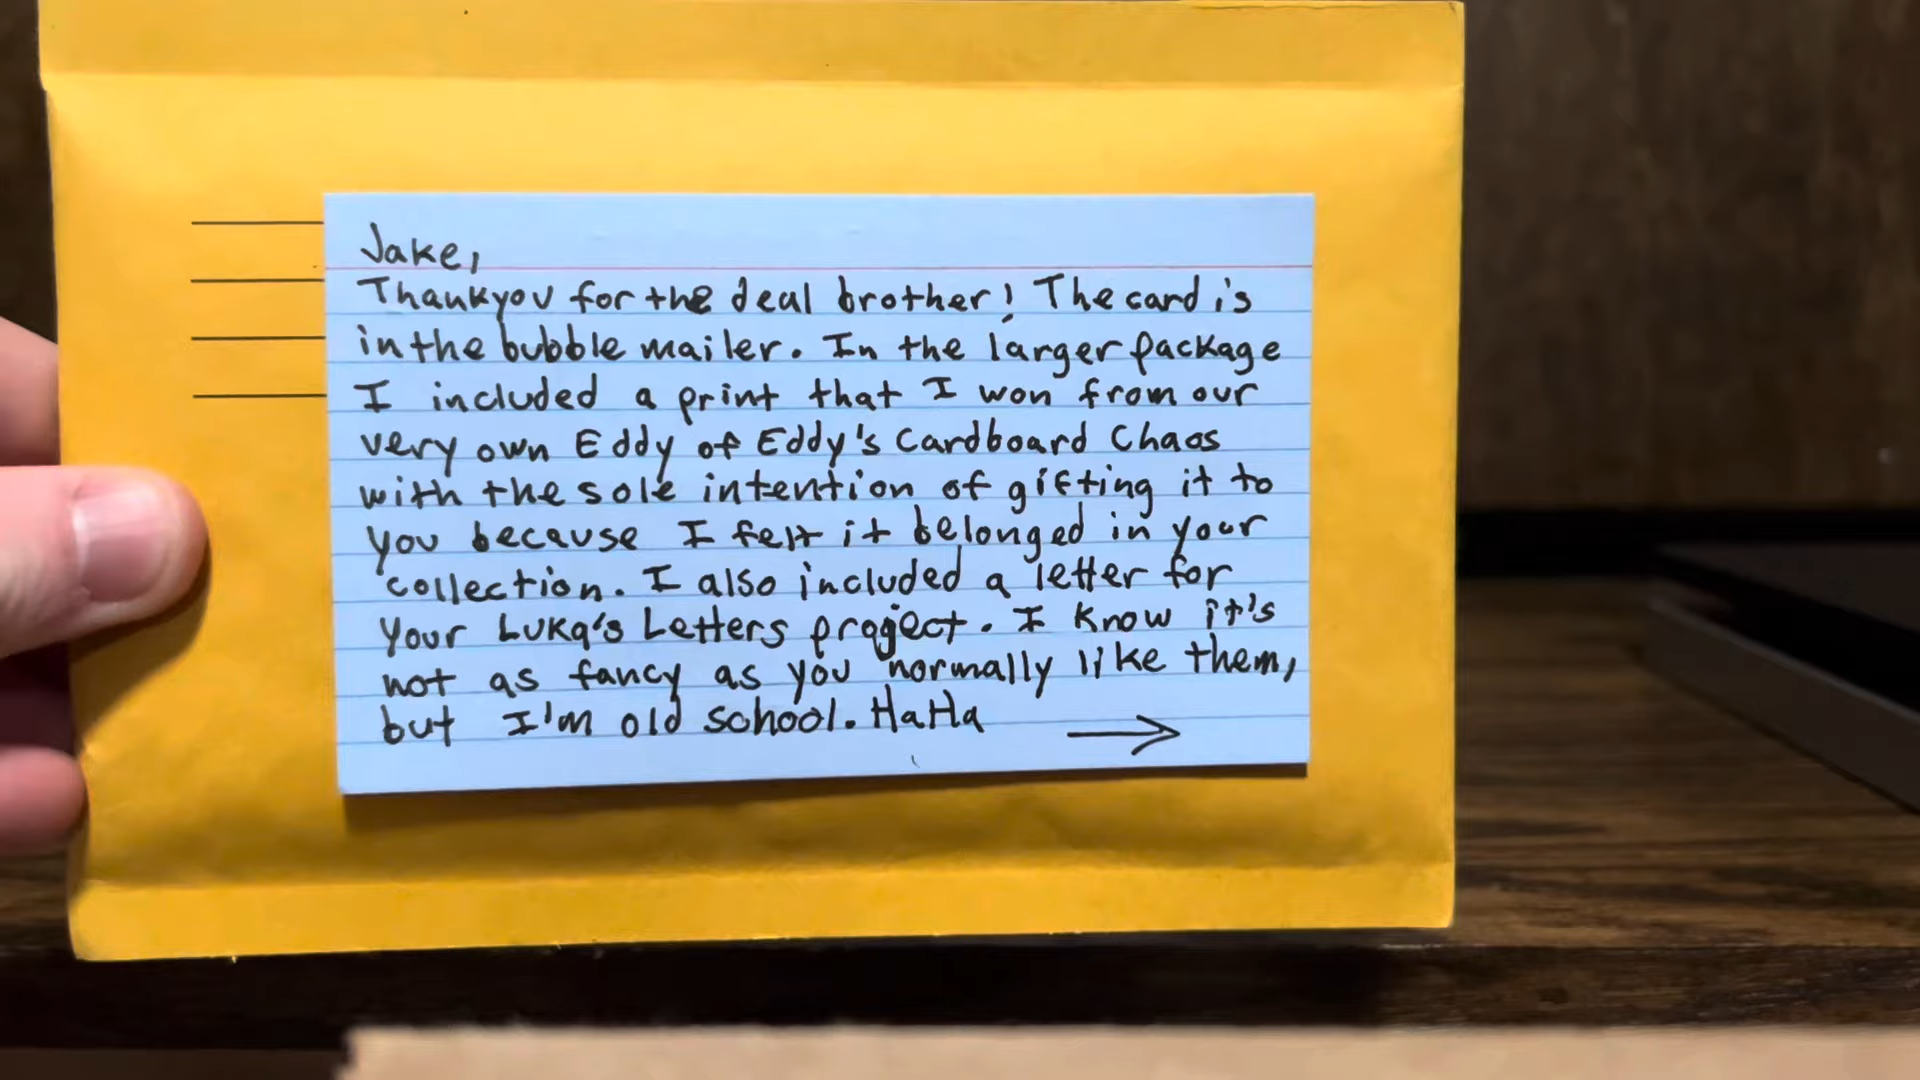 Jake,
Thankyou for the deal brother! The card is
in the bubble mailer. In the larger package
I included a print that I won from our
very own Eddy of Eddy's Cardboard Chaos
with the sole intention of gifting it to
you because I felt it belonged in your
collection. I also included a letter for
your Luka's Letters project. I know it's
not as fancy as you normally like them,
but I'm old school. HaHa →